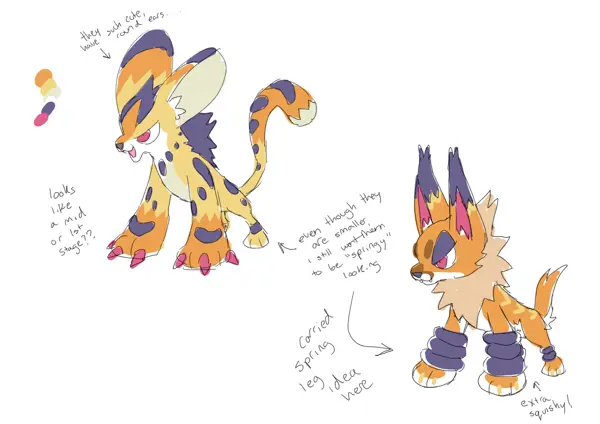 they such cute,
have round ears...
looks
like
a mid
or 1st
stage??
even though they
are smaller,
i still want them
to be "springy"
looking
carried
spring
leg
idea
here
extra
squishy!